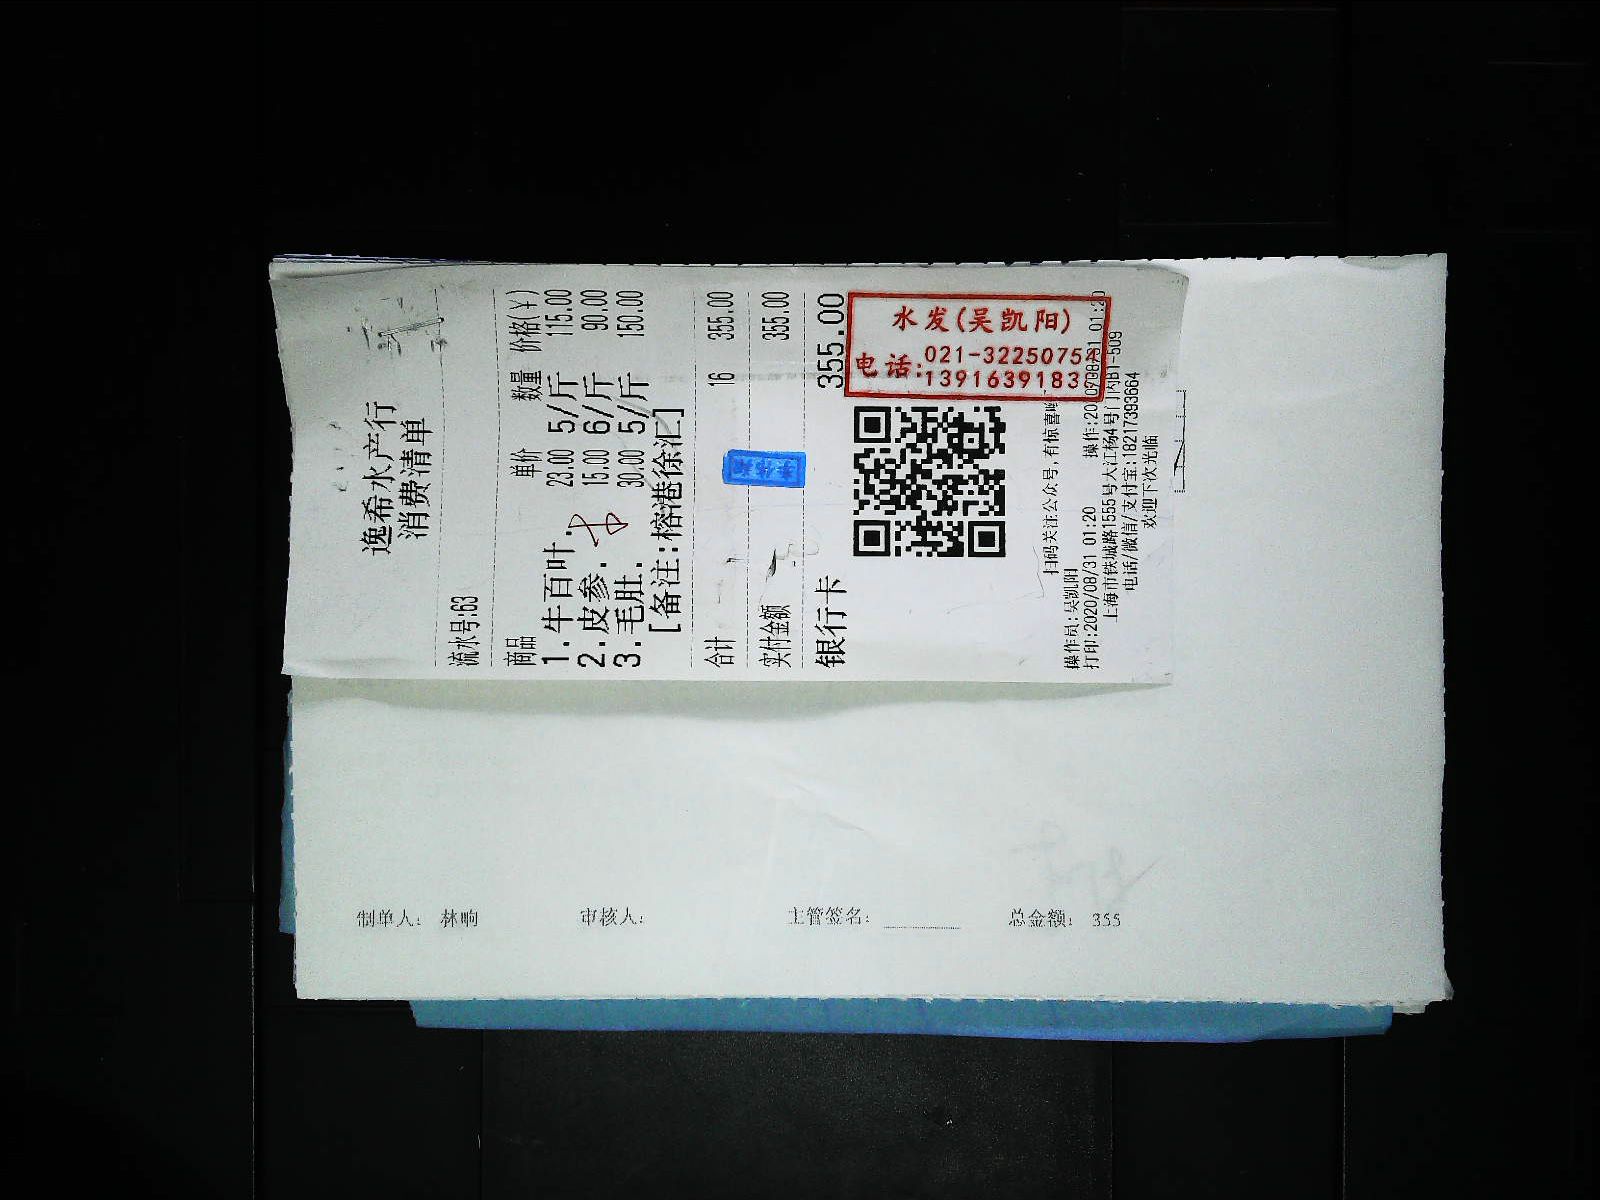 逸希水产行
消费清单
流水号:63
商品 单价 数量 价格(¥)
1.牛百叶. 23.00 5/斤 115.00
2.皮参. 15.00 6/斤 90.00
3.毛肚. 30.00 5/斤 150.00
[备注:榕港徐汇]
合计 16 355.00
实付金额 355.00
银行卡 355.00
水发(吴凯阳)
电话:021-3225075
1391639183
扫码关注公众号,有惊喜
操作员:吴凯阳
打印:2020/08/31 01:20
上海市铁城路1555号大江杨4号门内B1-509
电话/微信/支付宝:18217393664
欢迎下次光临
制单人: 林响 审核人: 主管签名: 总金额: 355